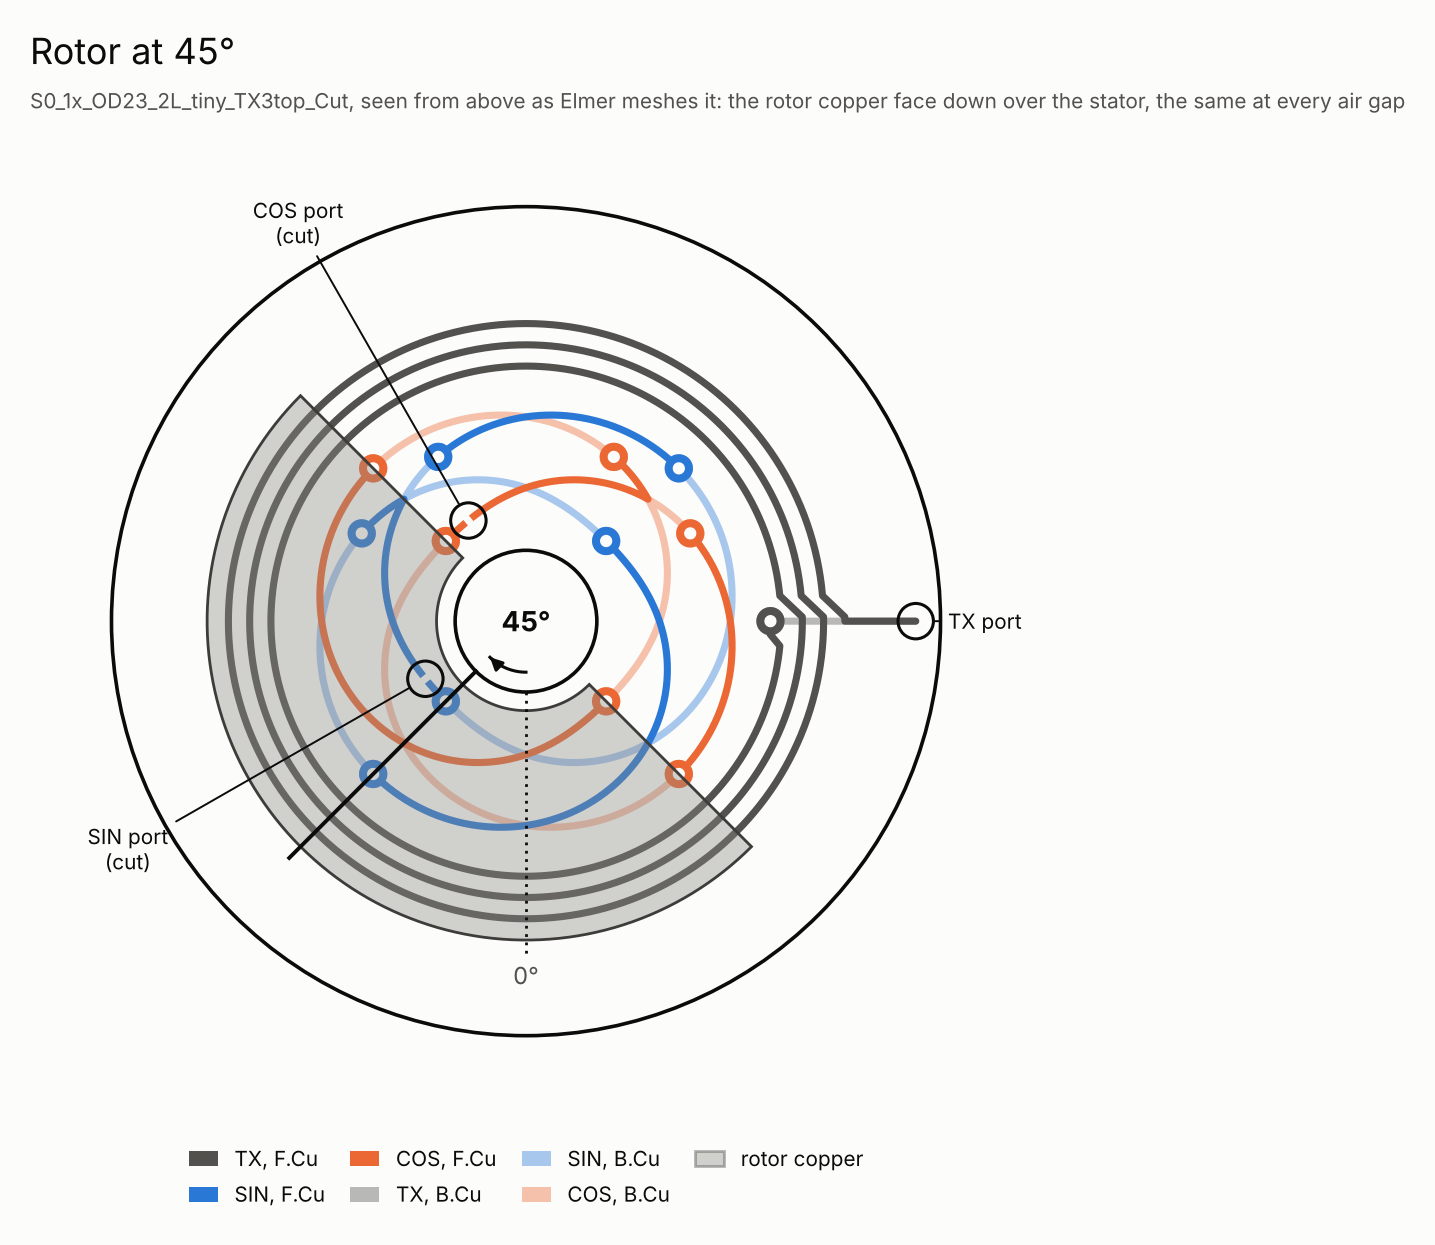 Rotor at 45°
S0_1x_OD23_2L_tiny_TX3top_Cut, seen from above as Elmer meshes it: the rotor copper face down over the stator, the same at every air gap
COS port
(cut)
45°
TX port
SIN port
(cut)
0°
TX, F.Cu
COS, F.Cu
SIN, B.Cu
rotor copper
SIN, F.Cu
TX, B.Cu
COS, B.Cu